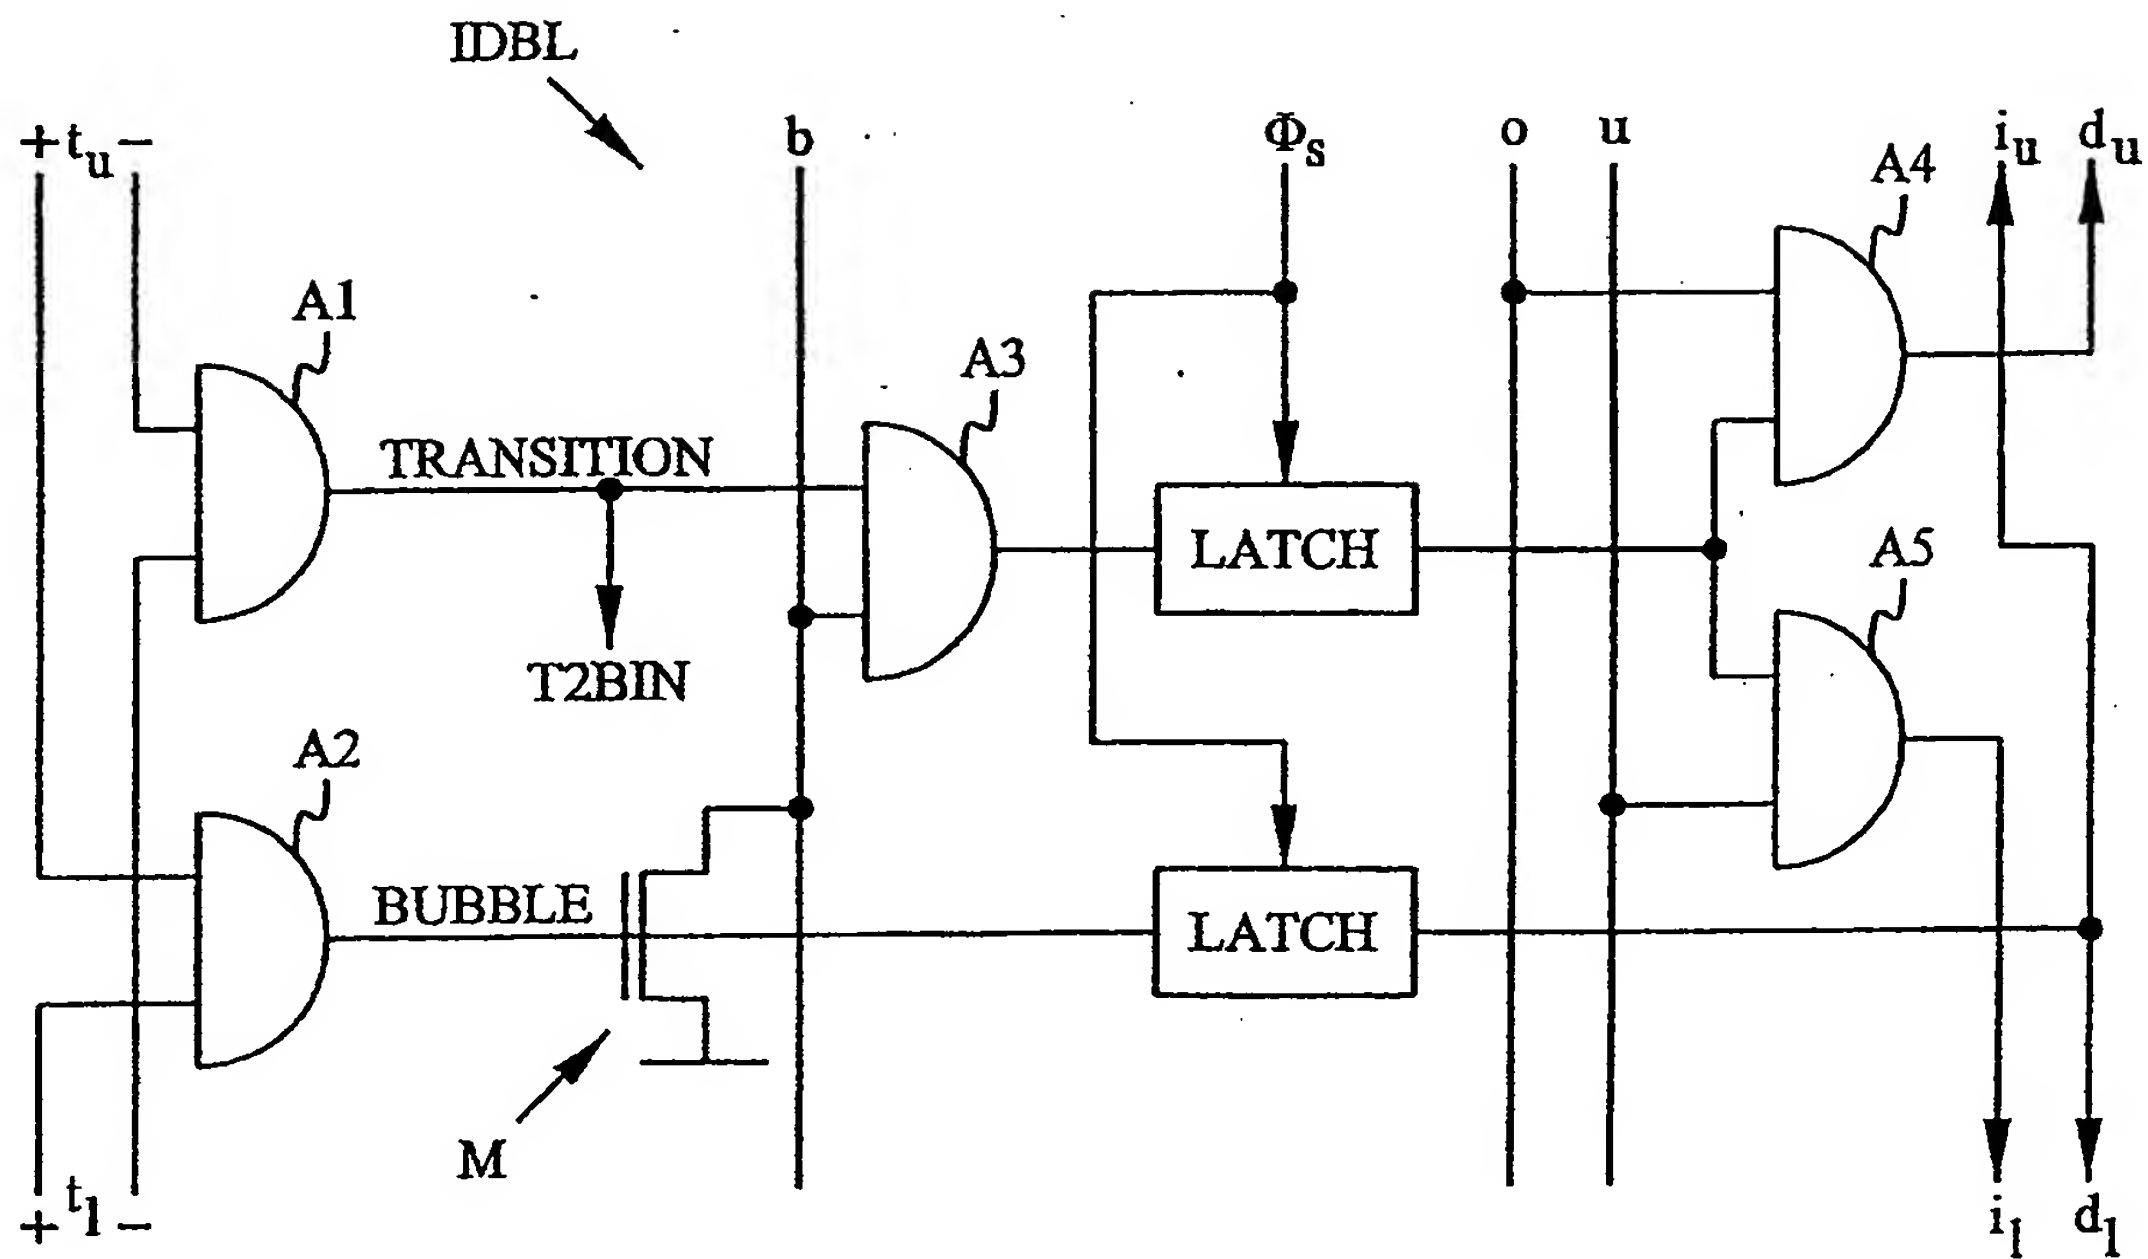 IDBL
+ tu −
b
Φs
o
u
iu
du
A4
A1
A3
TRANSITION
LATCH
A5
T2BIN
A2
BUBBLE
LATCH
M
+ tl −
il
dl